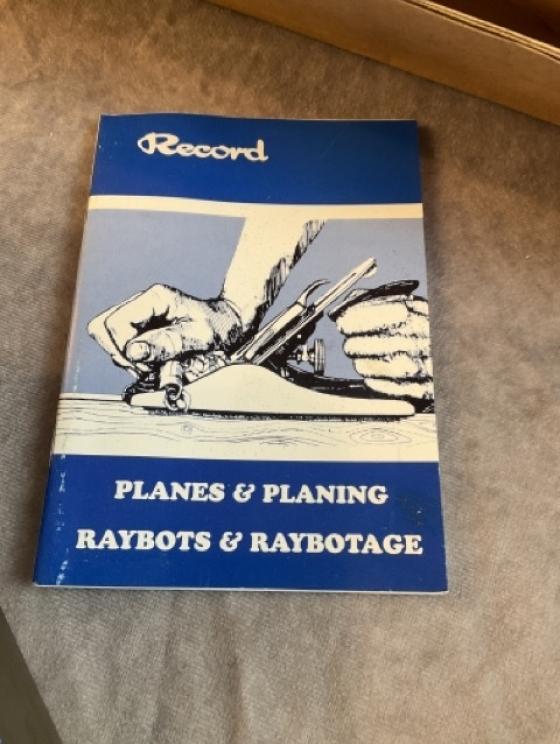 Record
PLANES & PLANING
RAYBOTS & RAYBOTAGE